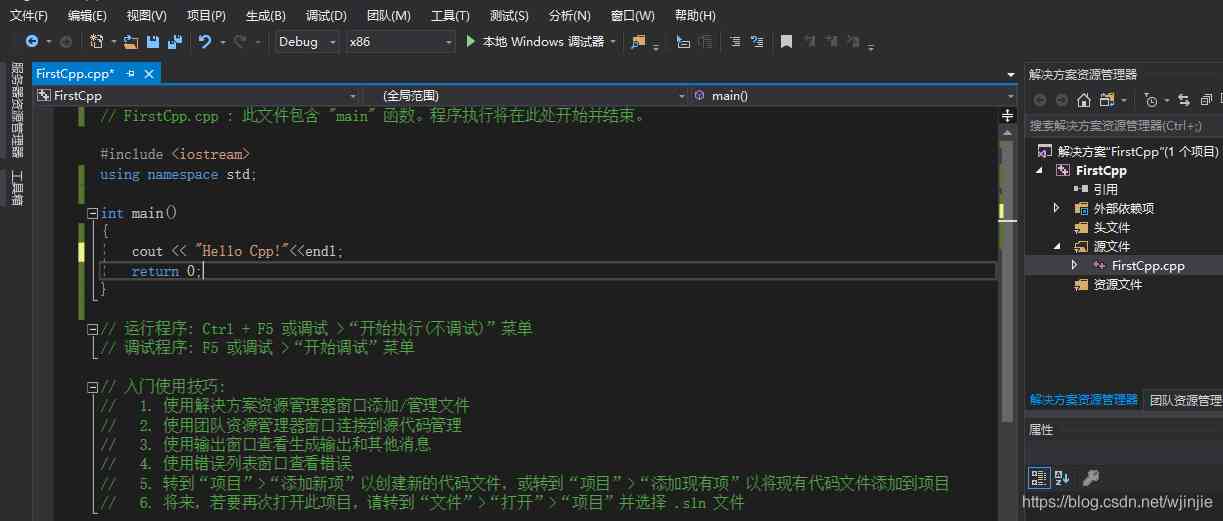 文件(F) 编辑(E) 视图(V) 项目(P) 生成(B) 调试(D) 团队(M) 工具(T) 测试(S) 分析(N) 窗口(W) 帮助(H)
Debug x86 本地 Windows 调试器
服务器资源管理器
工具箱
FirstCpp.cpp*
FirstCpp (全局范围) main()
// FirstCpp.cpp : 此文件包含 "main" 函数。程序执行将在此处开始并结束。
#include <iostream>
using namespace std;
int main()
{
cout << "Hello Cpp!"<<endl;
return 0;
}
// 运行程序: Ctrl + F5 或调试 >“开始执行(不调试)”菜单
// 调试程序: F5 或调试 >“开始调试”菜单
// 入门使用技巧:
// 1. 使用解决方案资源管理器窗口添加/管理文件
// 2. 使用团队资源管理器窗口连接到源代码管理
// 3. 使用输出窗口查看生成输出和其他消息
// 4. 使用错误列表窗口查看错误
// 5. 转到“项目”>“添加新项”以创建新的代码文件，或转到“项目”>“添加现有项”以将现有代码文件添加到项目
// 6. 将来，若要再次打开此项目，请转到“文件”>“打开”>“项目”并选择 .sln 文件
解决方案资源管理器
搜索解决方案资源管理器(Ctrl+;)
解决方案"FirstCpp"(1 个项目)
FirstCpp
引用
外部依赖项
头文件
源文件
FirstCpp.cpp
资源文件
解决方案资源管理器 团队资源管理
属性
https://blog.csdn.net/wjinjie